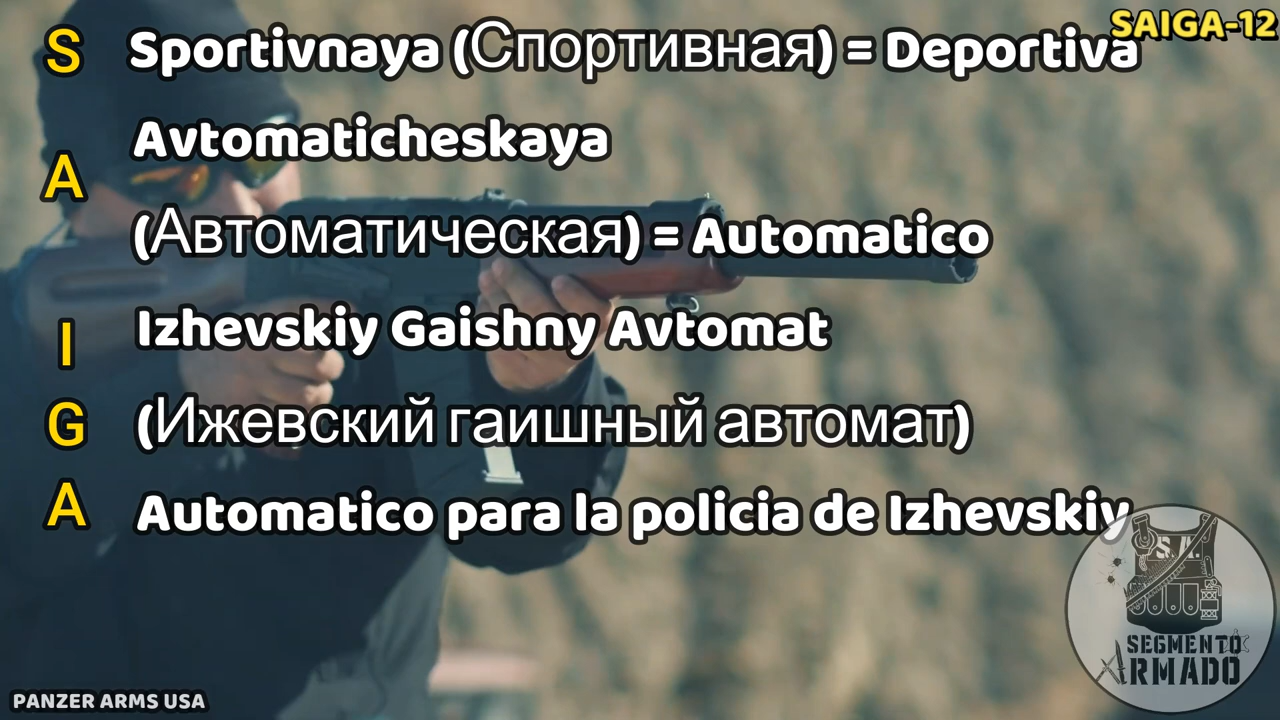 SAIGA-12
S Sportivnaya (Спортивная) = Deportiva
Avtomaticheskaya
A
(Автоматическая) = Automatico
I Izhevskiy Gaishny Avtomat
G (Ижевский гаишный автомат)
A Automatico para la policia de Izhevskiy
S.A.
SEGMENTO
ARMADO
PANZER ARMS USA